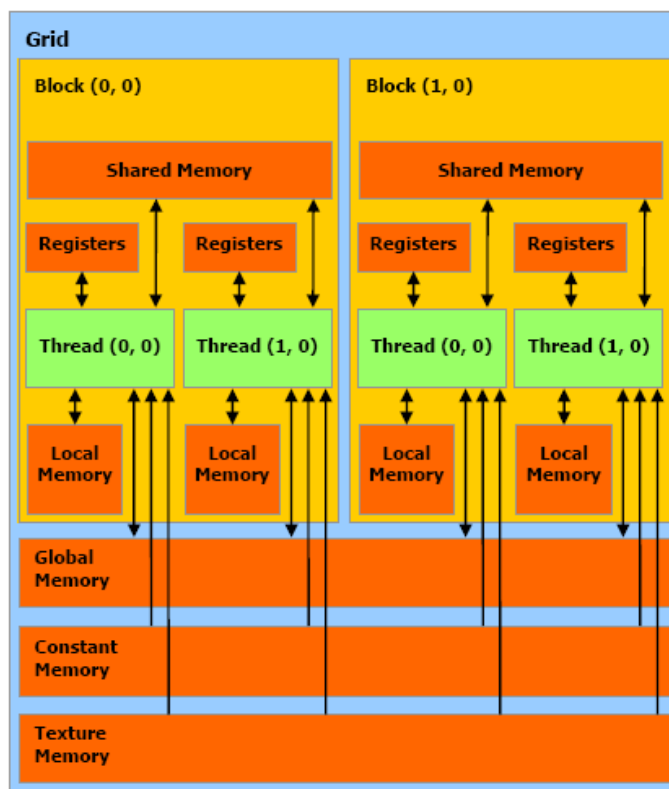 Grid
Block (0, 0)
Block (1, 0)
Shared Memory
Shared Memory
Registers
Registers
Registers
Registers
Thread (0, 0)
Thread (1, 0)
Thread (0, 0)
Thread (1, 0)
Local
Memory
Local
Memory
Local
Memory
Local
Memory
Global
Memory
Constant
Memory
Texture
Memory